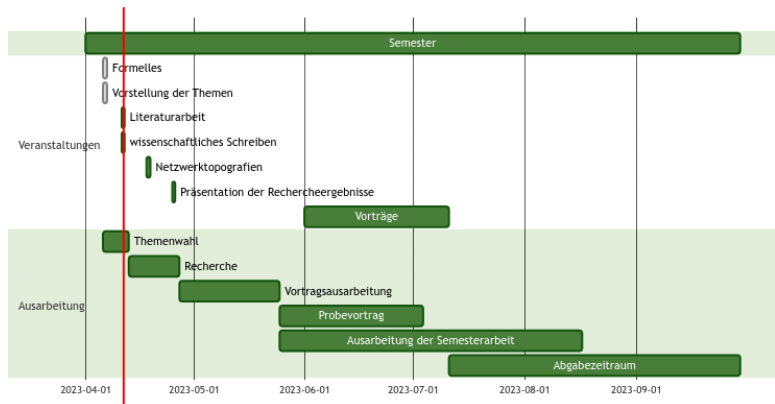 Semester
Formelles
Vorstellung der Themen
Literaturarbeit
wissenschaftliches Schreiben
Veranstaltungen
Netzwerktopografien
Präsentation der Rechercheergebnisse
Vorträge
Themenwahl
Recherche
Vortragsausarbeitung
Ausarbeitung
Probevortrag
Ausarbeitung der Semesterarbeit
Abgabezeitraum
2023-04-01 2023-05-01 2023-06-01 2023-07-01 2023-08-01 2023-09-01